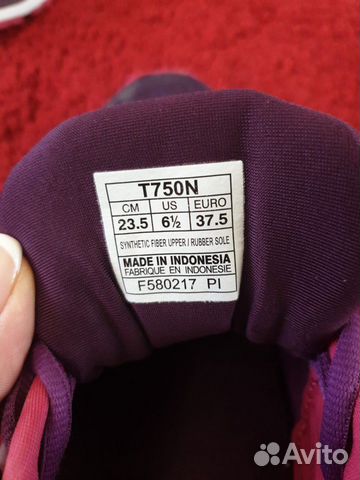 T750N
CM US EURO
23.5 6½ 37.5
SYNTHETIC FIBER UPPER / RUBBER SOLE
MADE IN INDONESIA
FABRIQUE EN INDONESIE
F580217 PI
Avito